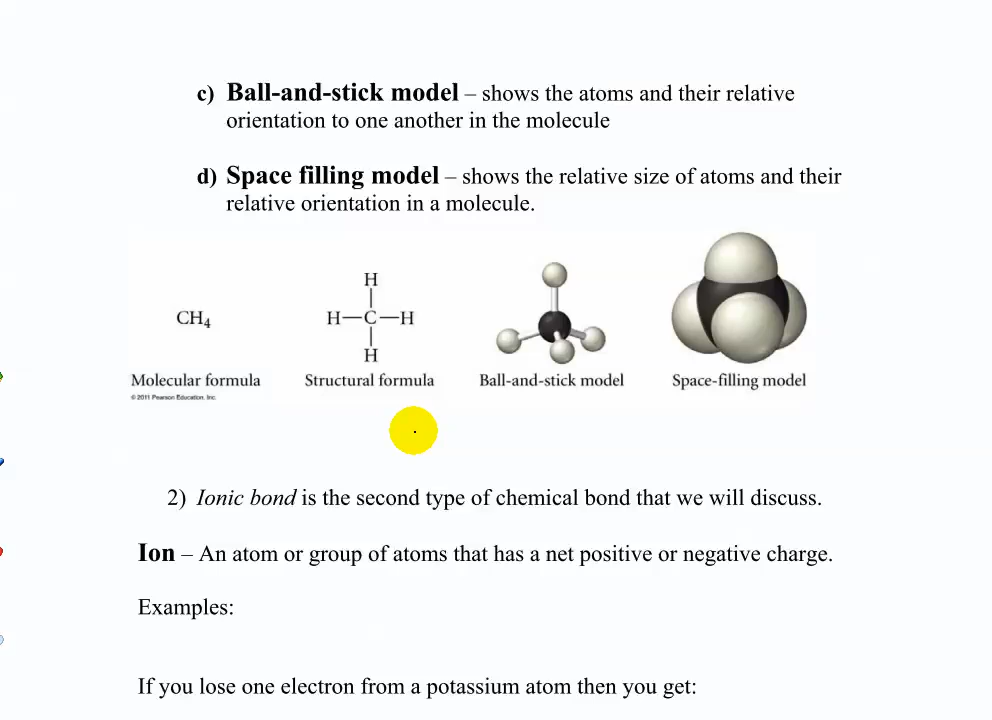 c) Ball-and-stick model – shows the atoms and their relative
orientation to one another in the molecule
d) Space filling model – shows the relative size of atoms and their
relative orientation in a molecule.
CH₄
H
H—C—H
H
Molecular formula
Structural formula
Ball-and-stick model
Space-filling model
© 2011 Pearson Education, Inc.
2) Ionic bond is the second type of chemical bond that we will discuss.
Ion – An atom or group of atoms that has a net positive or negative charge.
Examples:
If you lose one electron from a potassium atom then you get: